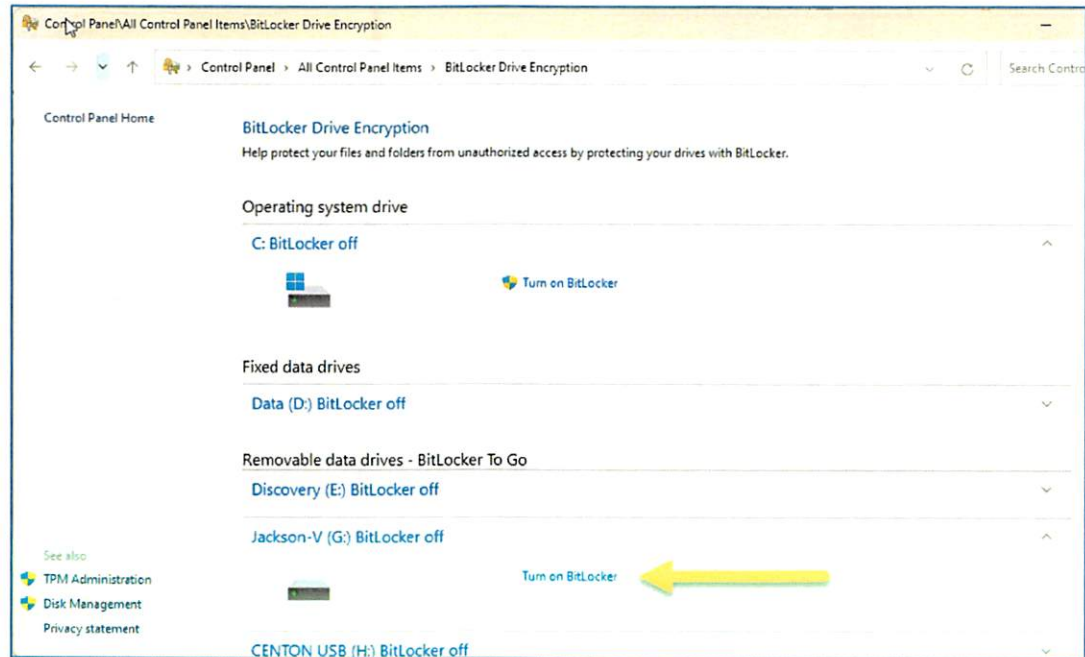 Control Panel\All Control Panel Items\BitLocker Drive Encryption
Control Panel > All Control Panel Items > BitLocker Drive Encryption
Search Contro
Control Panel Home
BitLocker Drive Encryption
Help protect your files and folders from unauthorized access by protecting your drives with BitLocker.
Operating system drive
C: BitLocker off
Turn on BitLocker
Fixed data drives
Data (D:) BitLocker off
Removable data drives - BitLocker To Go
Discovery (E:) BitLocker off
Jackson-V (G:) BitLocker off
Turn on BitLocker
See also
TPM Administration
Disk Management
Privacy statement
CENTON USB (H:) BitLocker off